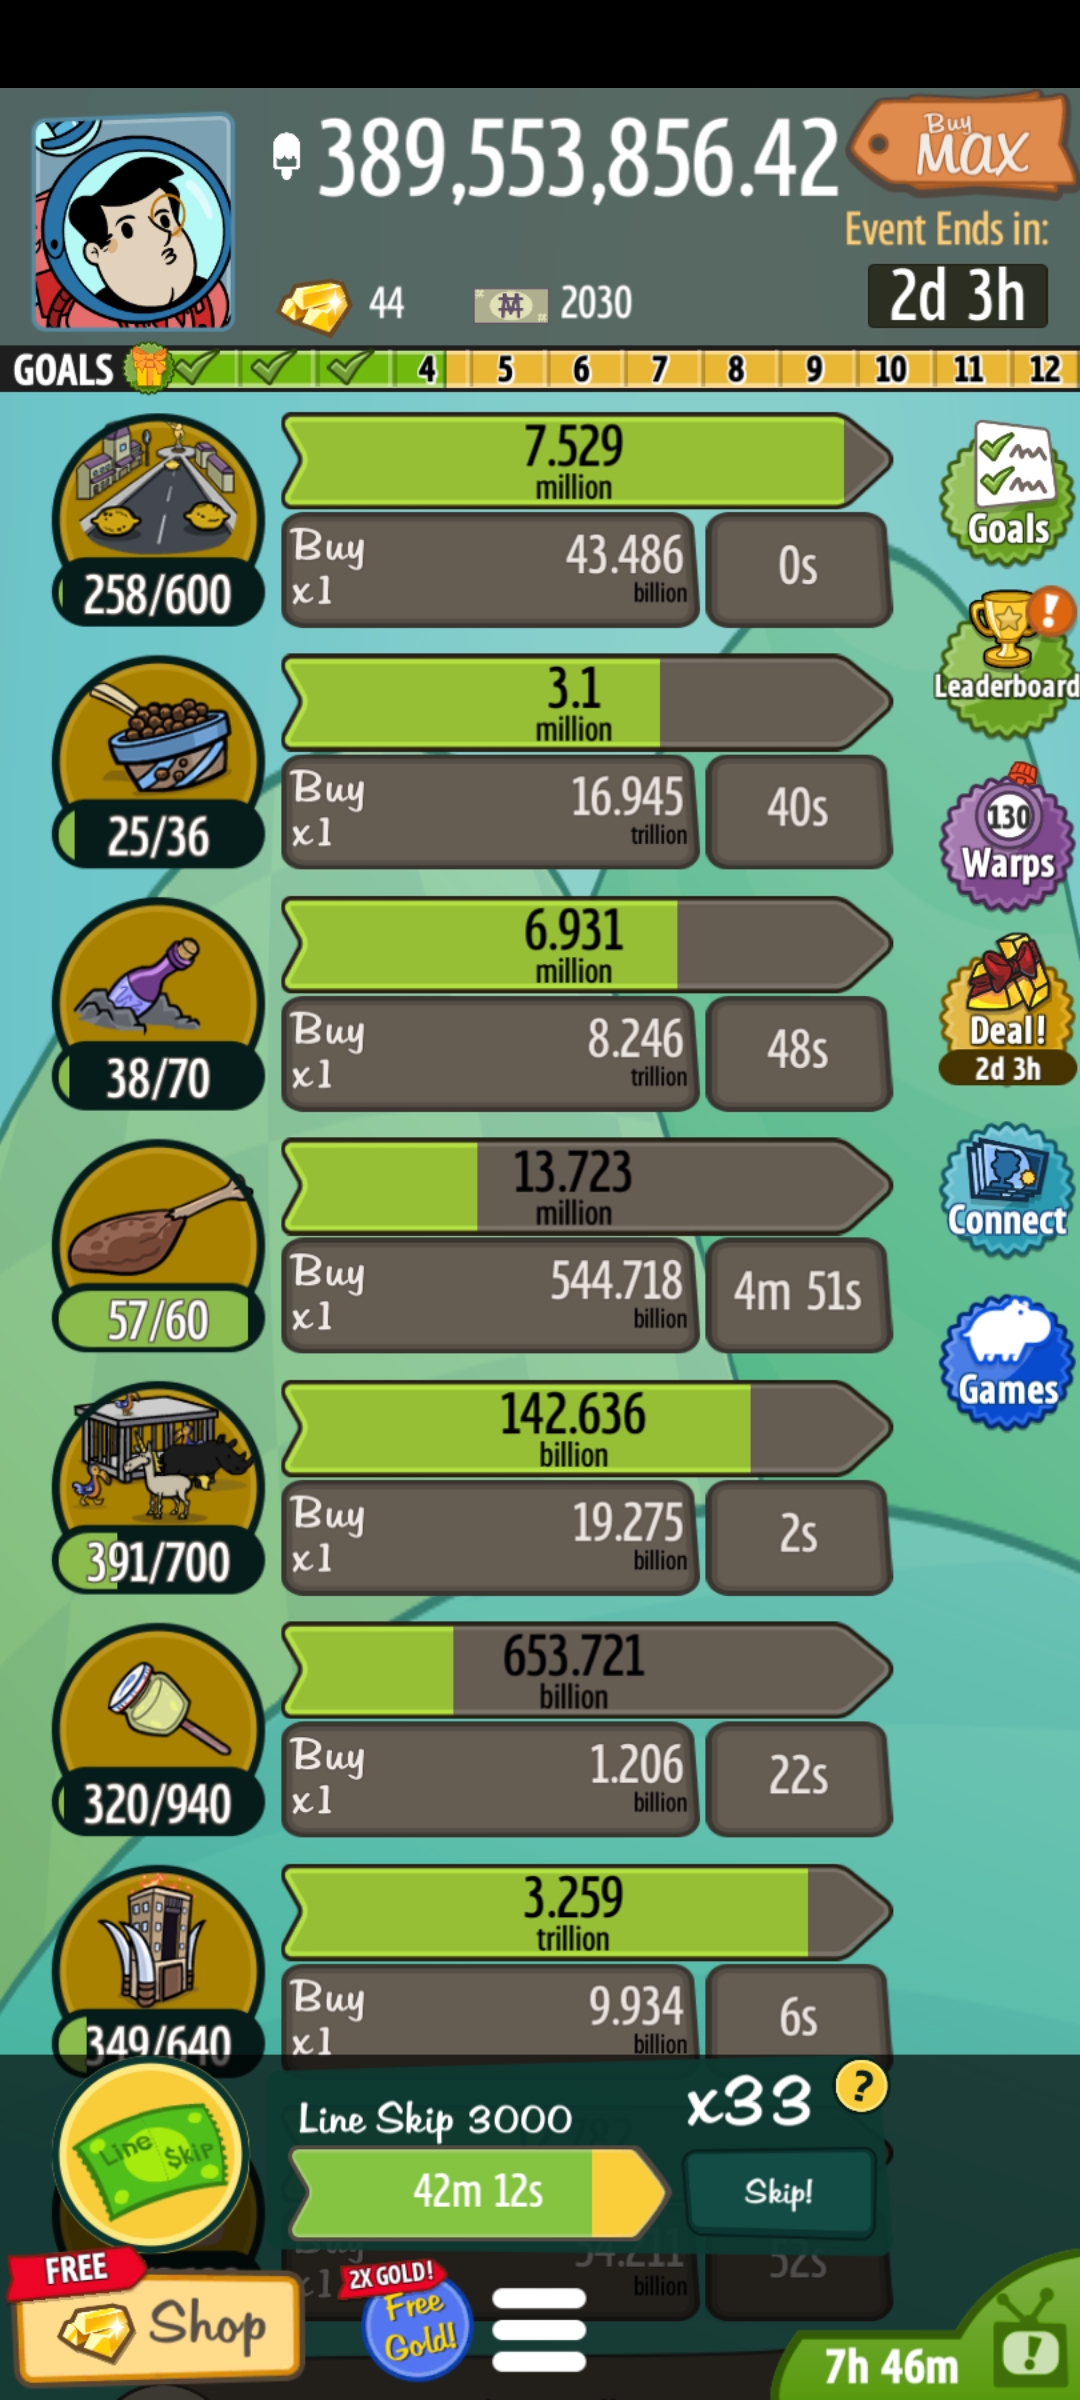 389,553,856.42
Buy
MAX
Event Ends in:
44
2030
2d 3h
GOALS
4 5 6 7 8 9 10 11 12
7.529
million
Buy
x1
43.486
billion
0s
258/600
Goals
Leaderboard
3.1
million
Buy
x1
16.945
trillion
40s
25/36
130
Warps
6.931
million
Buy
x1
8.246
trillion
48s
38/70
Deal!
2d 3h
13.723
million
Buy
x1
544.718
billion
4m 51s
57/60
Connect
Games
142.636
billion
Buy
x1
19.275
billion
2s
391/700
653.721
billion
Buy
x1
1.206
billion
22s
320/940
3.259
trillion
Buy
x1
9.934
billion
6s
349/640
Line Skip
Line Skip 3000
x33
?
42m 12s
Skip!
billion
52s
FREE
Shop
2X GOLD!
Free
Gold!
7h 46m